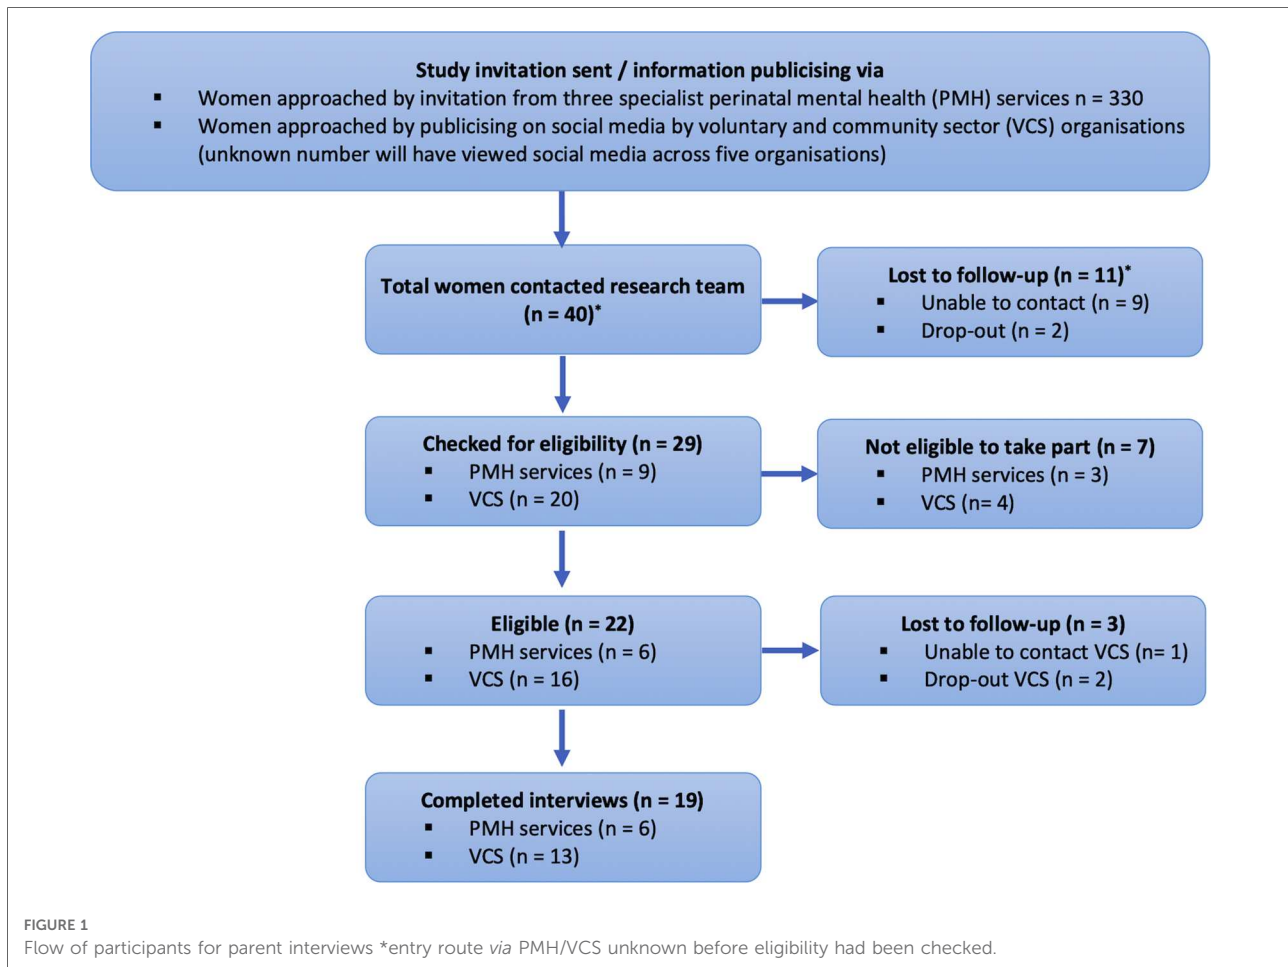 Study invitation sent / information publicising via
▪ Women approached by invitation from three specialist perinatal mental health (PMH) services n = 330
▪ Women approached by publicising on social media by voluntary and community sector (VCS) organisations
(unknown number will have viewed social media across five organisations)
Total women contacted research team
(n = 40)*
Lost to follow-up (n = 11)*
▪ Unable to contact (n = 9)
▪ Drop-out (n = 2)
Checked for eligibility (n = 29)
▪ PMH services (n = 9)
▪ VCS (n = 20)
Not eligible to take part (n = 7)
▪ PMH services (n = 3)
▪ VCS (n= 4)
Eligible (n = 22)
▪ PMH services (n = 6)
▪ VCS (n = 16)
Lost to follow-up (n = 3)
▪ Unable to contact VCS (n= 1)
▪ Drop-out VCS (n = 2)
Completed interviews (n = 19)
▪ PMH services (n = 6)
▪ VCS (n = 13)
FIGURE 1
Flow of participants for parent interviews *entry route via PMH/VCS unknown before eligibility had been checked.